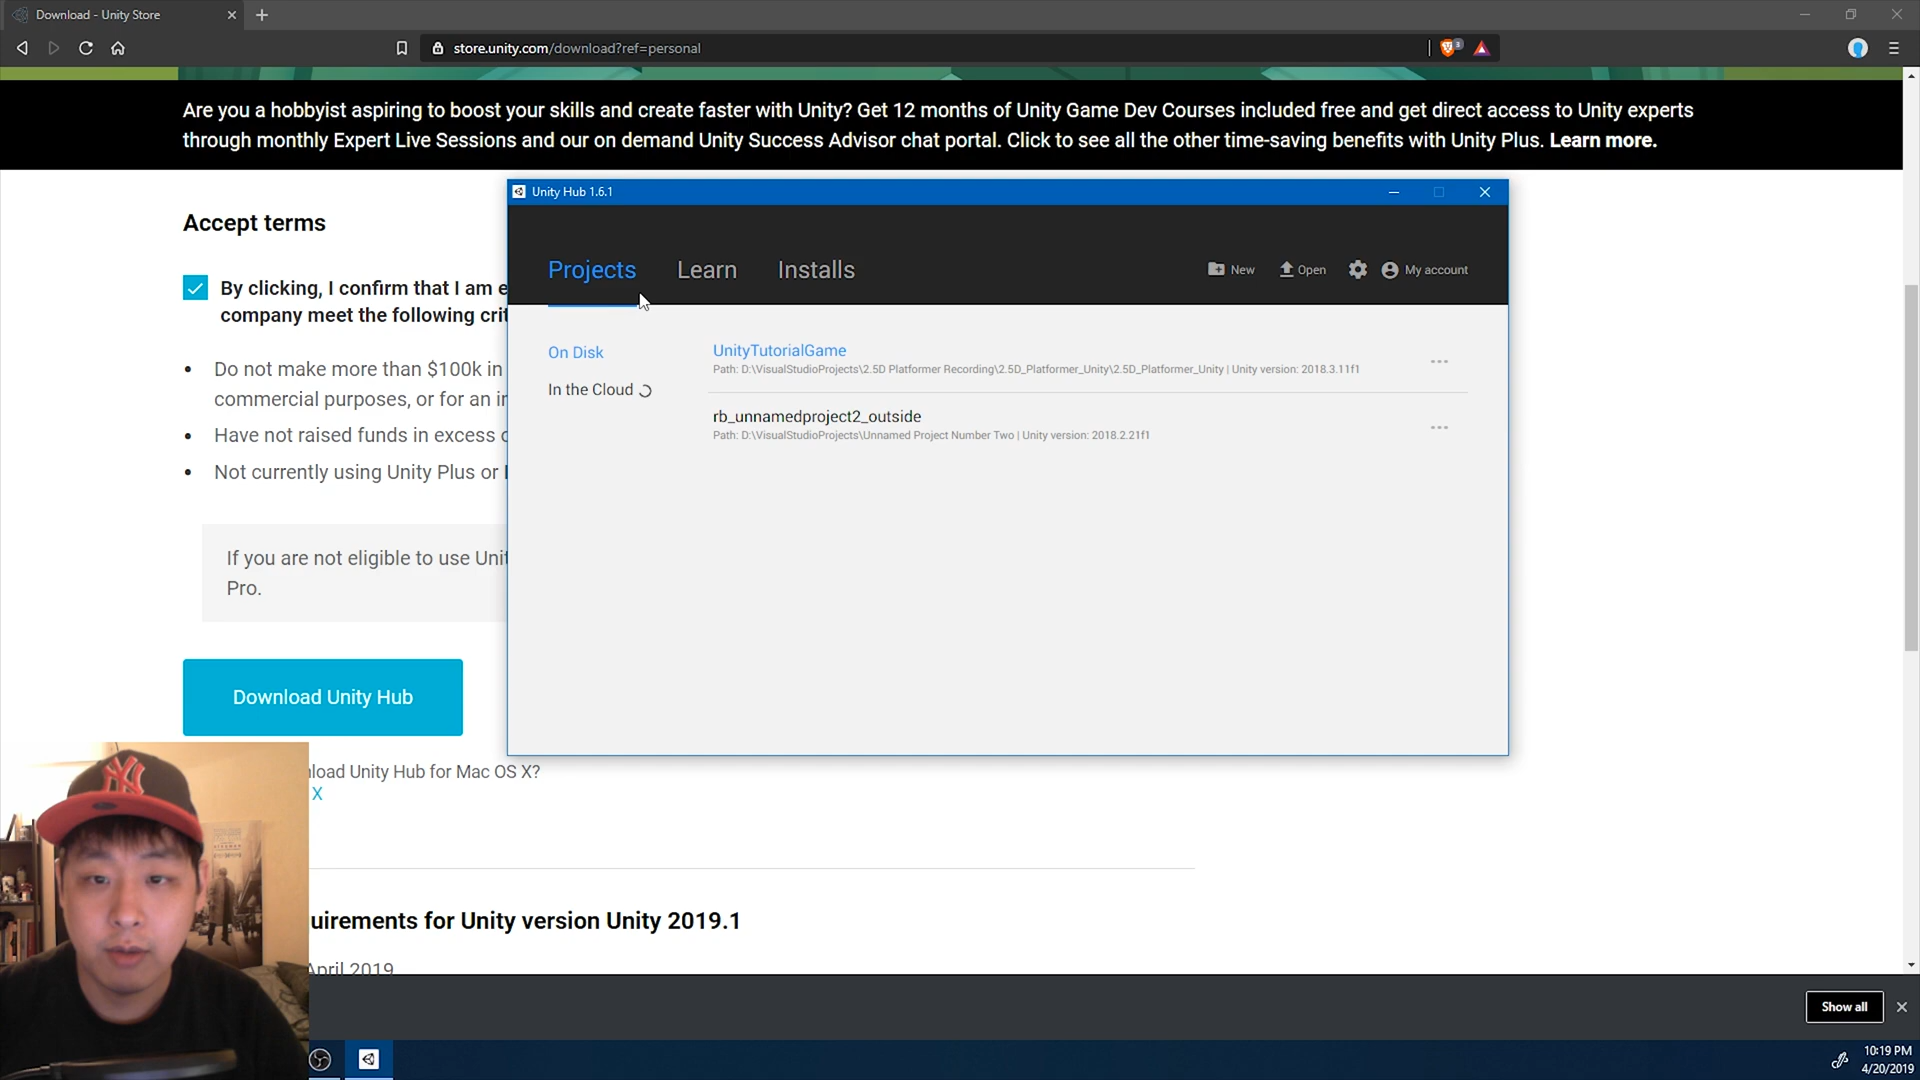 Download - Unity Store
store.unity.com/download?ref=personal
3
Are you a hobbyist aspiring to boost your skills and create faster with Unity? Get 12 months of Unity Game Dev Courses included free and get direct access to Unity experts
through monthly Expert Live Sessions and our on demand Unity Success Advisor chat portal. Click to see all the other time-saving benefits with Unity Plus. Learn more.
Unity Hub 1.6.1
Projects
Learn
Installs
New
Open
My account
On Disk
In the Cloud
UnityTutorialGame
Path: D:\VisualStudioProjects\2.5D Platformer Recording\2.5D_Platformer_Unity\2.5D_Platformer_Unity | Unity version: 2018.3.11f1
rb_unnamedproject2_outside
Path: D:\VisualStudioProjects\Unnamed Project Number Two | Unity version: 2018.2.21f1
Accept terms
By clicking, I confirm that I am e
company meet the following crit
Do not make more than $100k in
commercial purposes, or for an in
Have not raised funds in excess o
Not currently using Unity Plus or
If you are not eligible to use Unit
Pro.
Download Unity Hub
load Unity Hub for Mac OS X?
X
uirements for Unity version Unity 2019.1
April 2019
Show all
10:19 PM
4/20/2019